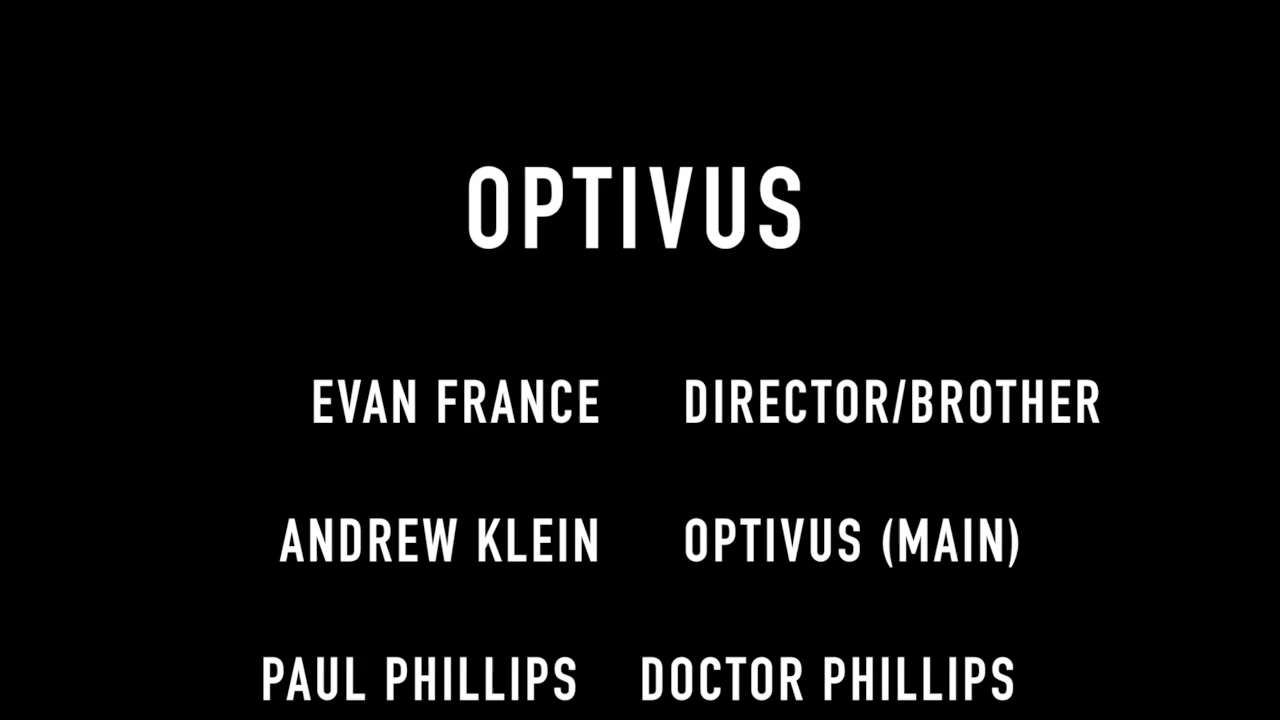 OPTIVUS
EVAN FRANCE DIRECTOR/BROTHER
ANDREW KLEIN OPTIVUS (MAIN)
PAUL PHILLIPS DOCTOR PHILLIPS